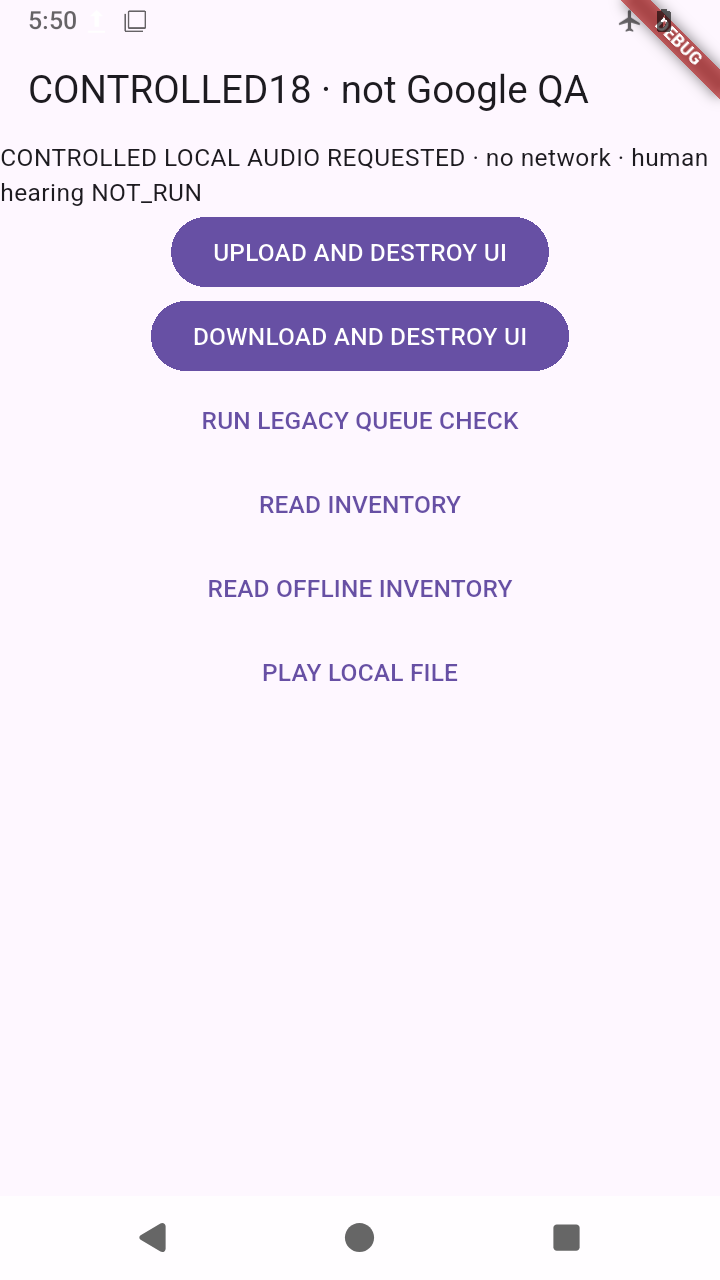 5:50
DEBUG
CONTROLLED18 · not Google QA
CONTROLLED LOCAL AUDIO REQUESTED · no network · human
hearing NOT_RUN
UPLOAD AND DESTROY UI
DOWNLOAD AND DESTROY UI
RUN LEGACY QUEUE CHECK
READ INVENTORY
READ OFFLINE INVENTORY
PLAY LOCAL FILE